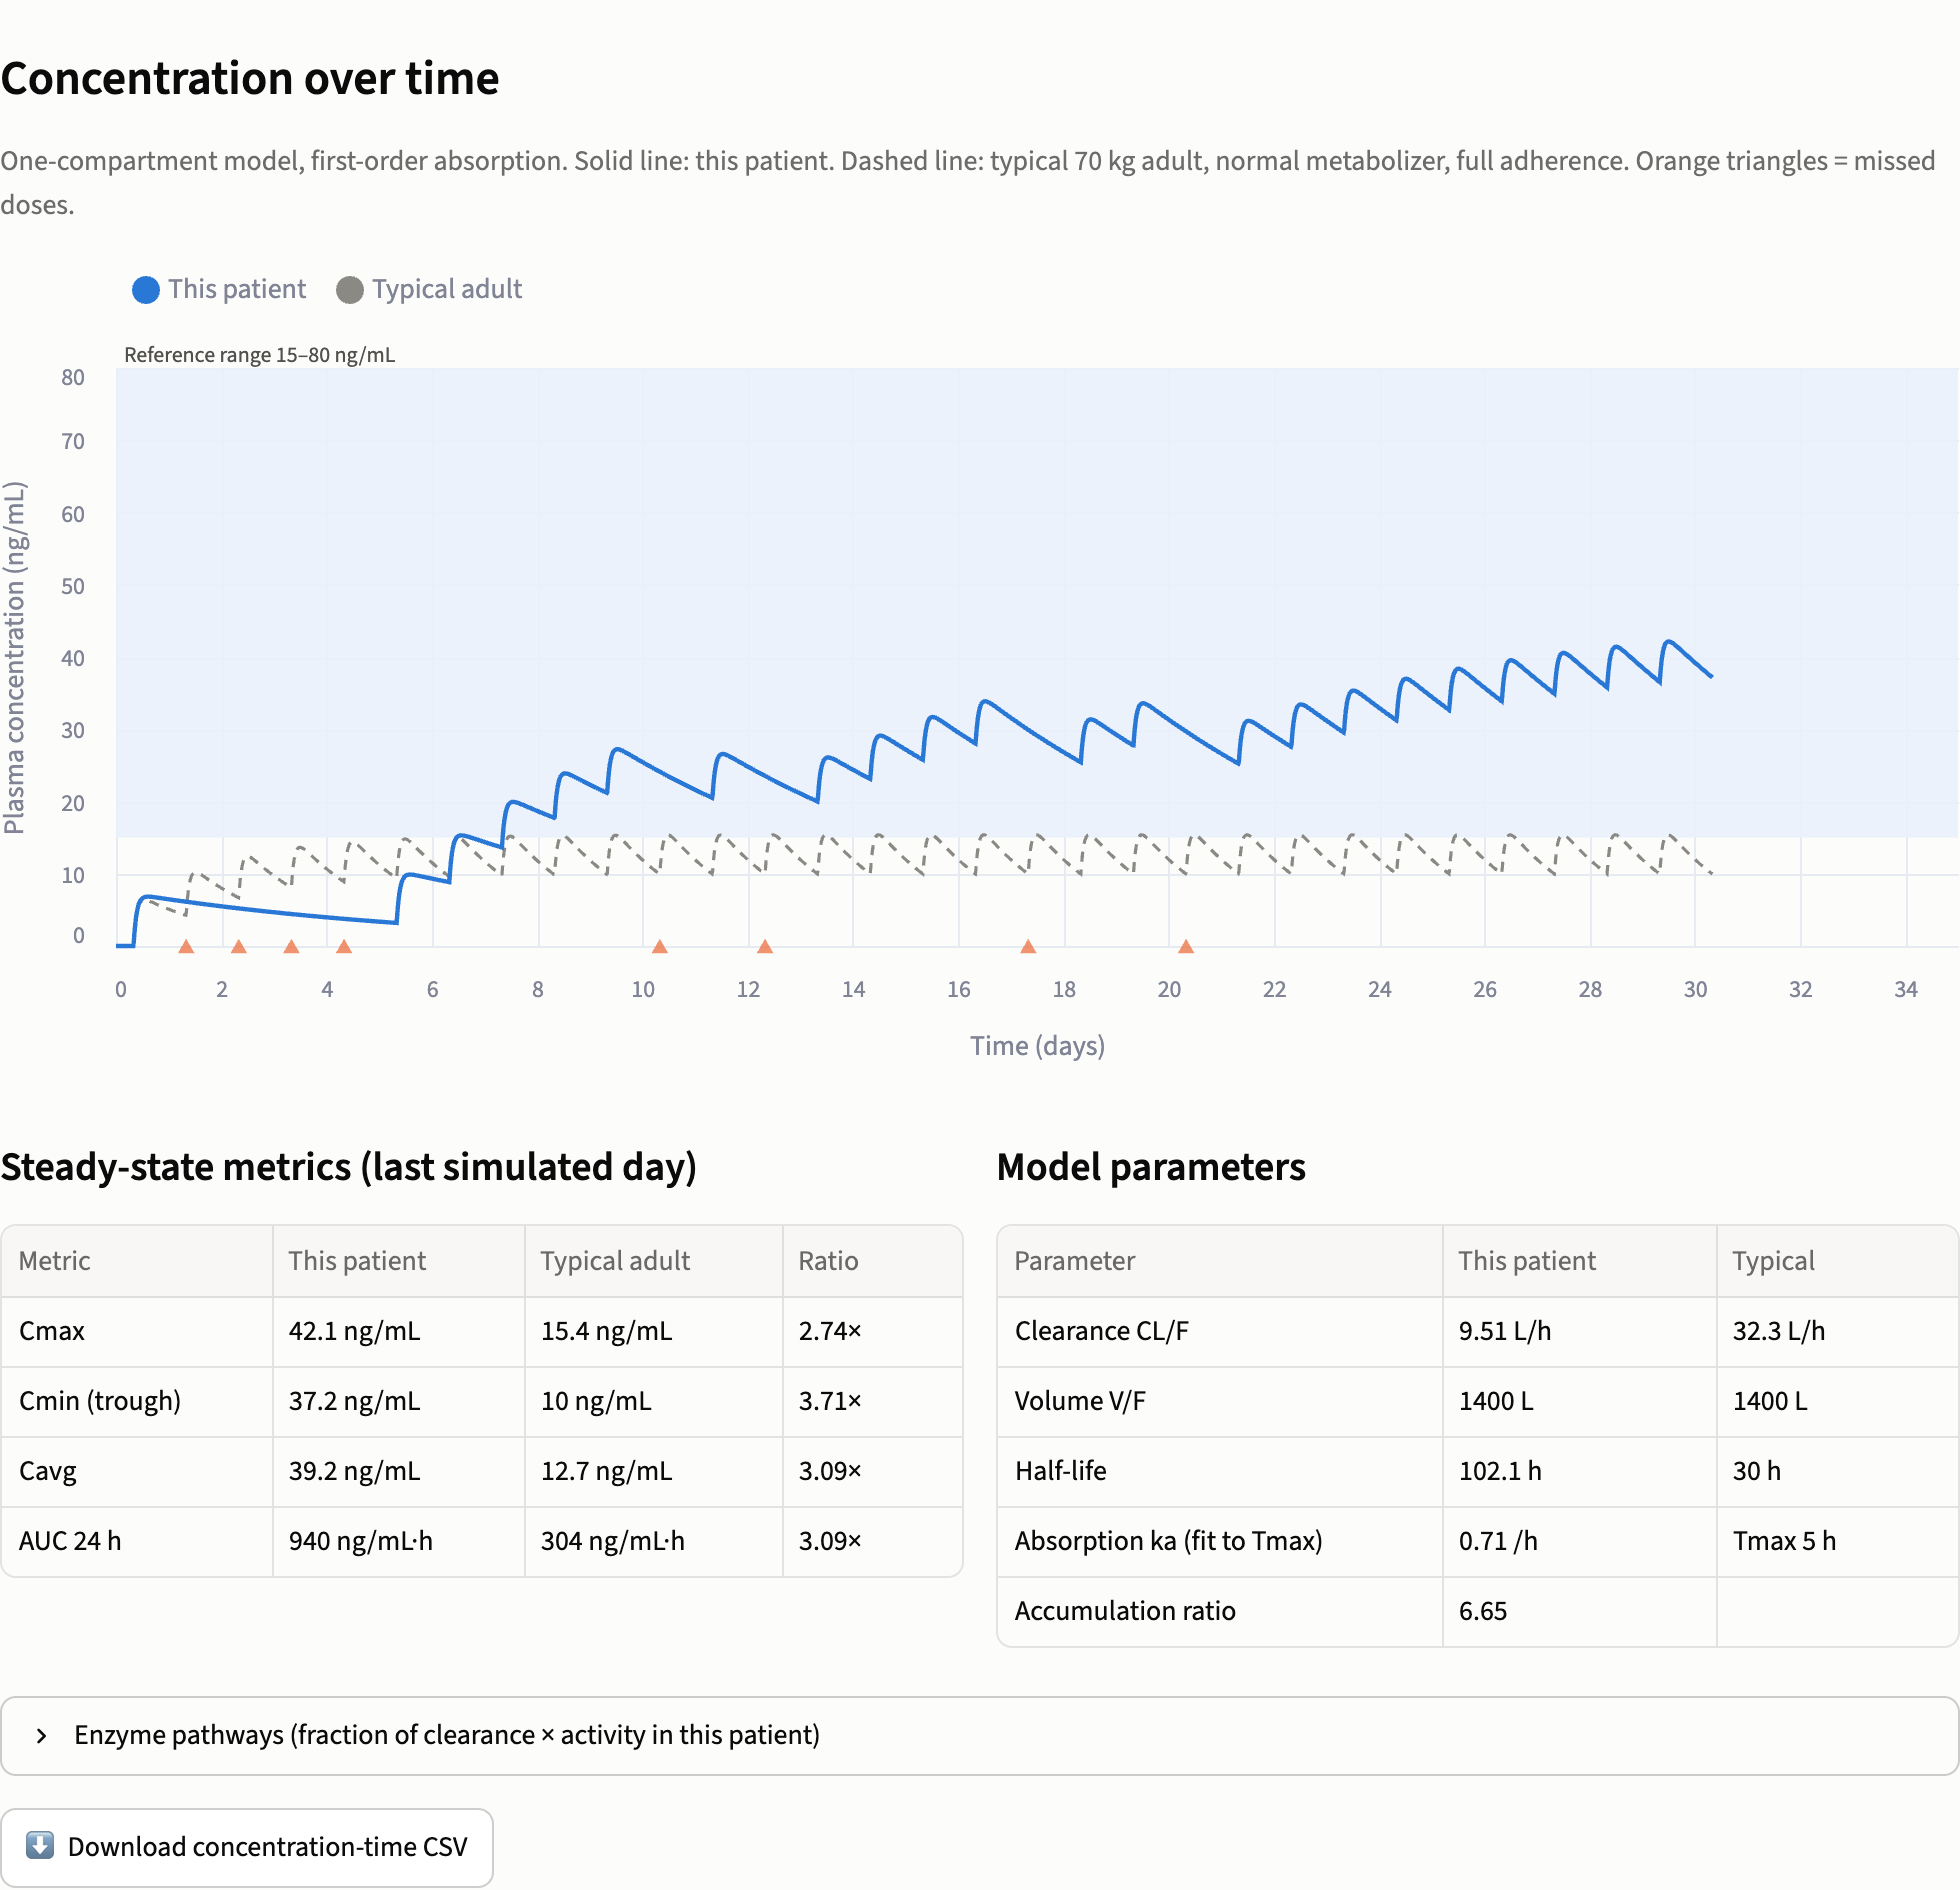 Concentration over time
One-compartment model, first-order absorption. Solid line: this patient. Dashed line: typical 70 kg adult, normal metabolizer, full adherence. Orange triangles = missed
doses.
This patient
Typical adult
Reference range 15–80 ng/mL
80
70
60
50
40
30
20
10
0
Plasma concentration (ng/mL)
0 2 4 6 8 10 12 14 16 18 20 22 24 26 28 30 32 34
Time (days)
Steady-state metrics (last simulated day)
Metric This patient Typical adult Ratio
Cmax 42.1 ng/mL 15.4 ng/mL 2.74×
Cmin (trough) 37.2 ng/mL 10 ng/mL 3.71×
Cavg 39.2 ng/mL 12.7 ng/mL 3.09×
AUC 24 h 940 ng/mL·h 304 ng/mL·h 3.09×
Model parameters
Parameter This patient Typical
Clearance CL/F 9.51 L/h 32.3 L/h
Volume V/F 1400 L 1400 L
Half-life 102.1 h 30 h
Absorption ka (fit to Tmax) 0.71 /h Tmax 5 h
Accumulation ratio 6.65
Enzyme pathways (fraction of clearance × activity in this patient)
Download concentration-time CSV